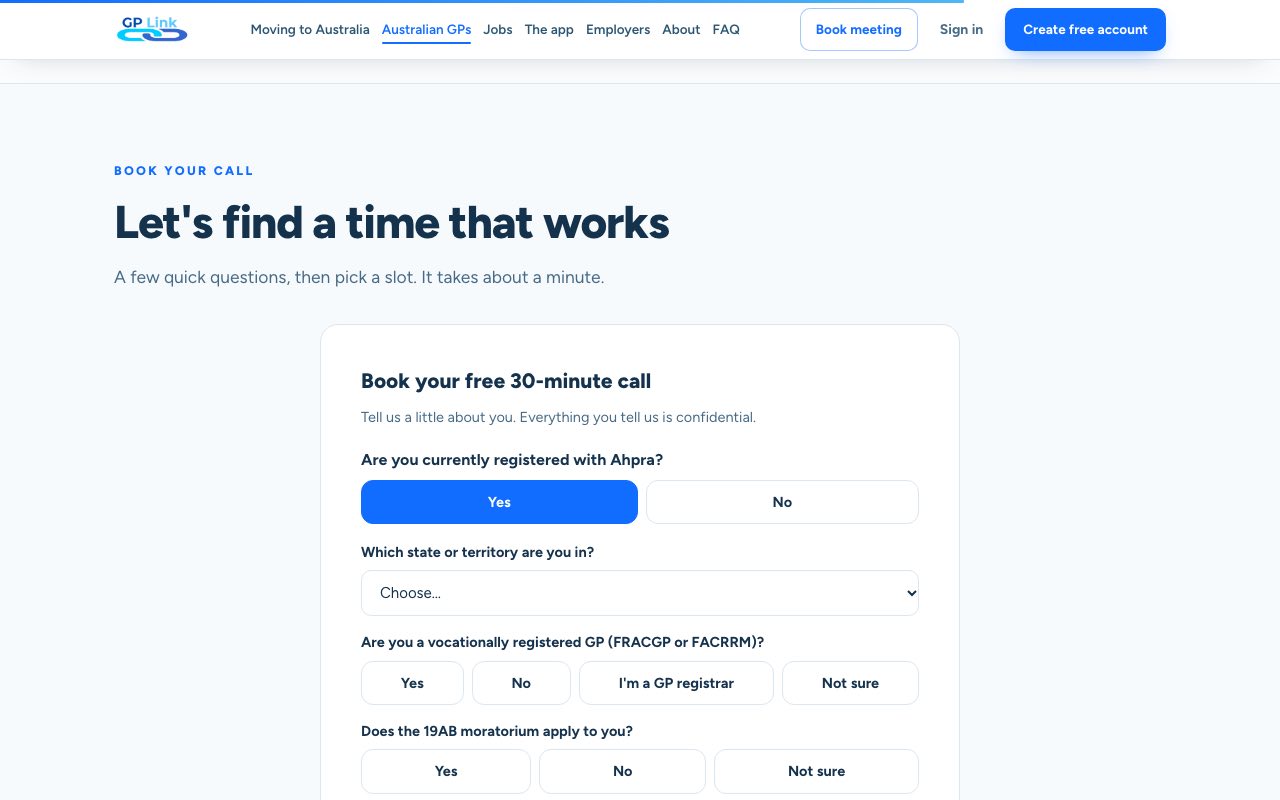 GP Link
Moving to Australia Australian GPs Jobs The app Employers About FAQ Book meeting Sign in Create free account
BOOK YOUR CALL
Let's find a time that works
A few quick questions, then pick a slot. It takes about a minute.
Book your free 30-minute call
Tell us a little about you. Everything you tell us is confidential.
Are you currently registered with Ahpra?
Yes No
Which state or territory are you in?
Choose...
Are you a vocationally registered GP (FRACGP or FACRRM)?
Yes No I'm a GP registrar Not sure
Does the 19AB moratorium apply to you?
Yes No Not sure